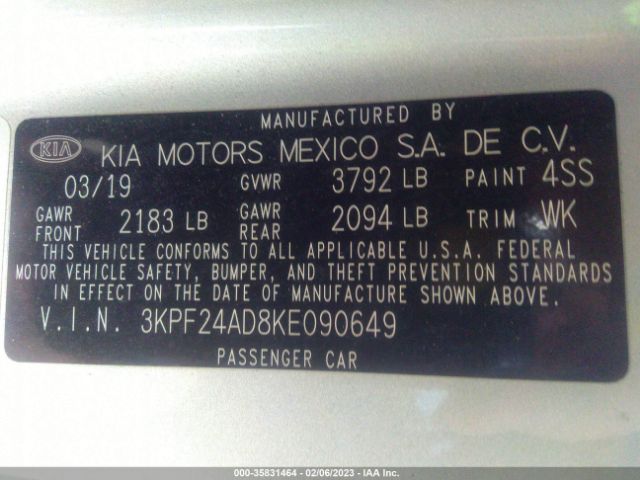 MANUFACTURED BY
KIA KIA MOTORS MEXICO S.A. DE C.V.
03/19 GVWR 3792 LB PAINT 4SS
GAWR FRONT 2183 LB GAWR REAR 2094 LB TRIM WK
THIS VEHICLE CONFORMS TO ALL APPLICABLE U.S.A. FEDERAL
MOTOR VEHICLE SAFETY, BUMPER, AND THEFT PREVENTION STANDARDS
IN EFFECT ON THE DATE OF MANUFACTURE SHOWN ABOVE.
V.I.N. 3KPF24AD8KE090649
PASSENGER CAR
000-35831464 - 02/06/2023 - IAA Inc.